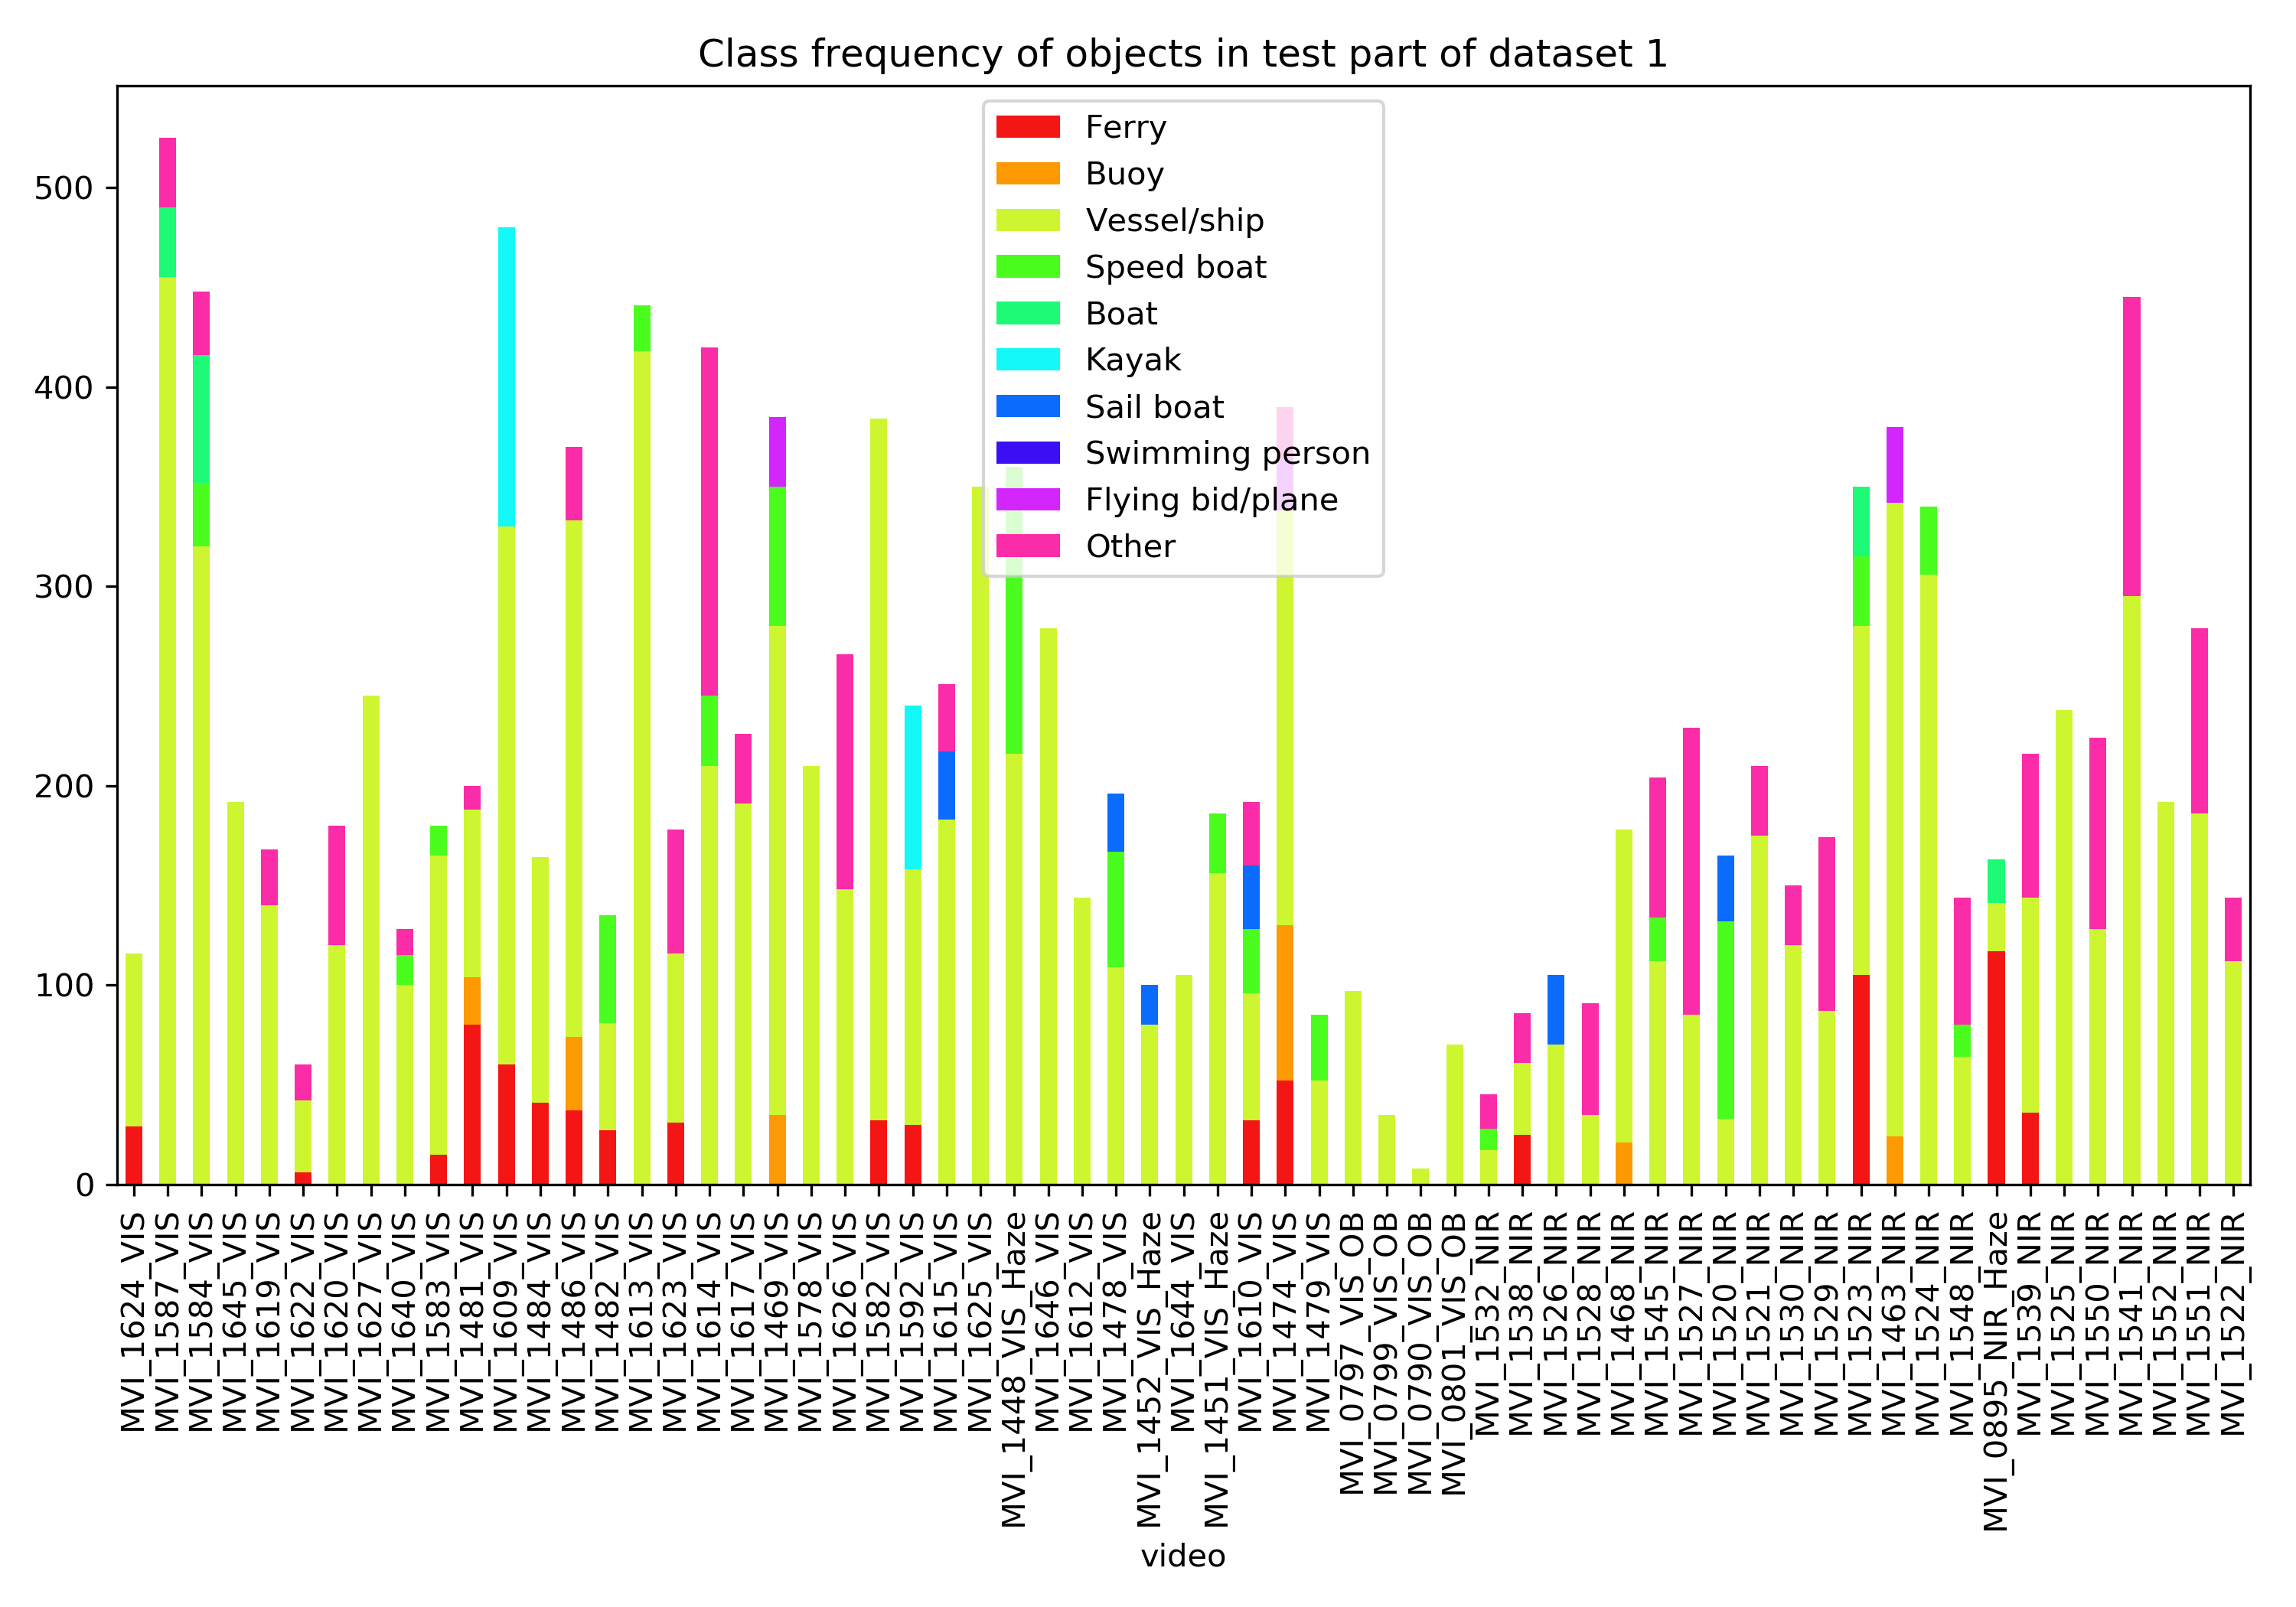 Class frequency of objects in test part of dataset 1
Ferry
Buoy
Vessel/ship
Speed boat
Boat
Kayak
Sail boat
Swimming person
Flying bid/plane
Other
500
400
300
200
100
0
MVI_1624_VIS
MVI_1587_VIS
MVI_1584_VIS
MVI_1645_VIS
MVI_1619_VIS
MVI_1622_VIS
MVI_1620_VIS
MVI_1627_VIS
MVI_1640_VIS
MVI_1583_VIS
MVI_1481_VIS
MVI_1609_VIS
MVI_1484_VIS
MVI_1486_VIS
MVI_1482_VIS
MVI_1613_VIS
MVI_1623_VIS
MVI_1614_VIS
MVI_1617_VIS
MVI_1469_VIS
MVI_1578_VIS
MVI_1626_VIS
MVI_1582_VIS
MVI_1592_VIS
MVI_1615_VIS
MVI_1625_VIS
MVI_1448_VIS_Haze
MVI_1646_VIS
MVI_1612_VIS
MVI_1478_VIS
MVI_1452_VIS_Haze
MVI_1644_VIS
MVI_1451_VIS_Haze
MVI_1610_VIS
MVI_1474_VIS
MVI_1479_VIS
MVI_0797_VIS_OB
MVI_0799_VIS_OB
MVI_0790_VIS_OB
MVI_0801_VIS_OB
MVI_1532_NIR
MVI_1538_NIR
MVI_1526_NIR
MVI_1528_NIR
MVI_1468_NIR
MVI_1545_NIR
MVI_1527_NIR
MVI_1520_NIR
MVI_1521_NIR
MVI_1530_NIR
MVI_1529_NIR
MVI_1523_NIR
MVI_1463_NIR
MVI_1524_NIR
MVI_1548_NIR
MVI_0895_NIR_Haze
MVI_1539_NIR
MVI_1525_NIR
MVI_1550_NIR
MVI_1541_NIR
MVI_1552_NIR
MVI_1551_NIR
MVI_1522_NIR
video